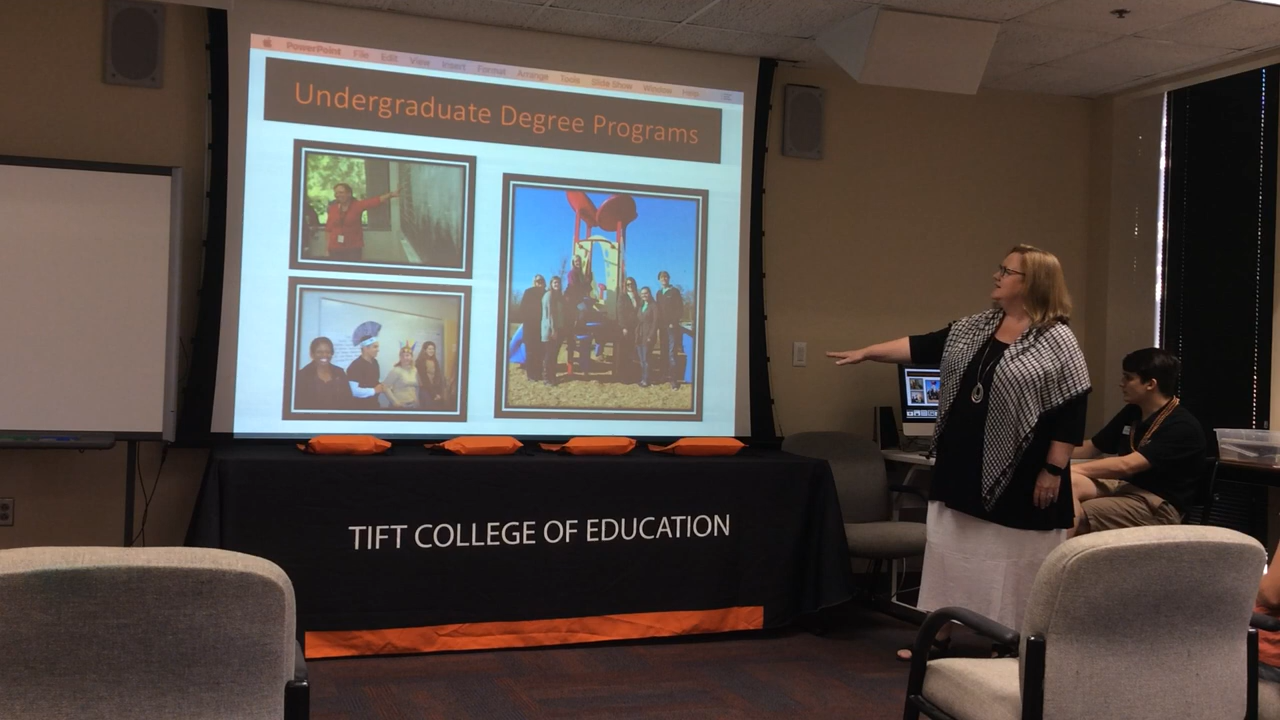 PowerPoint File Edit View Insert Format Arrange Tools Slide Show Window Help
Undergraduate Degree Programs
TIFT COLLEGE OF EDUCATION